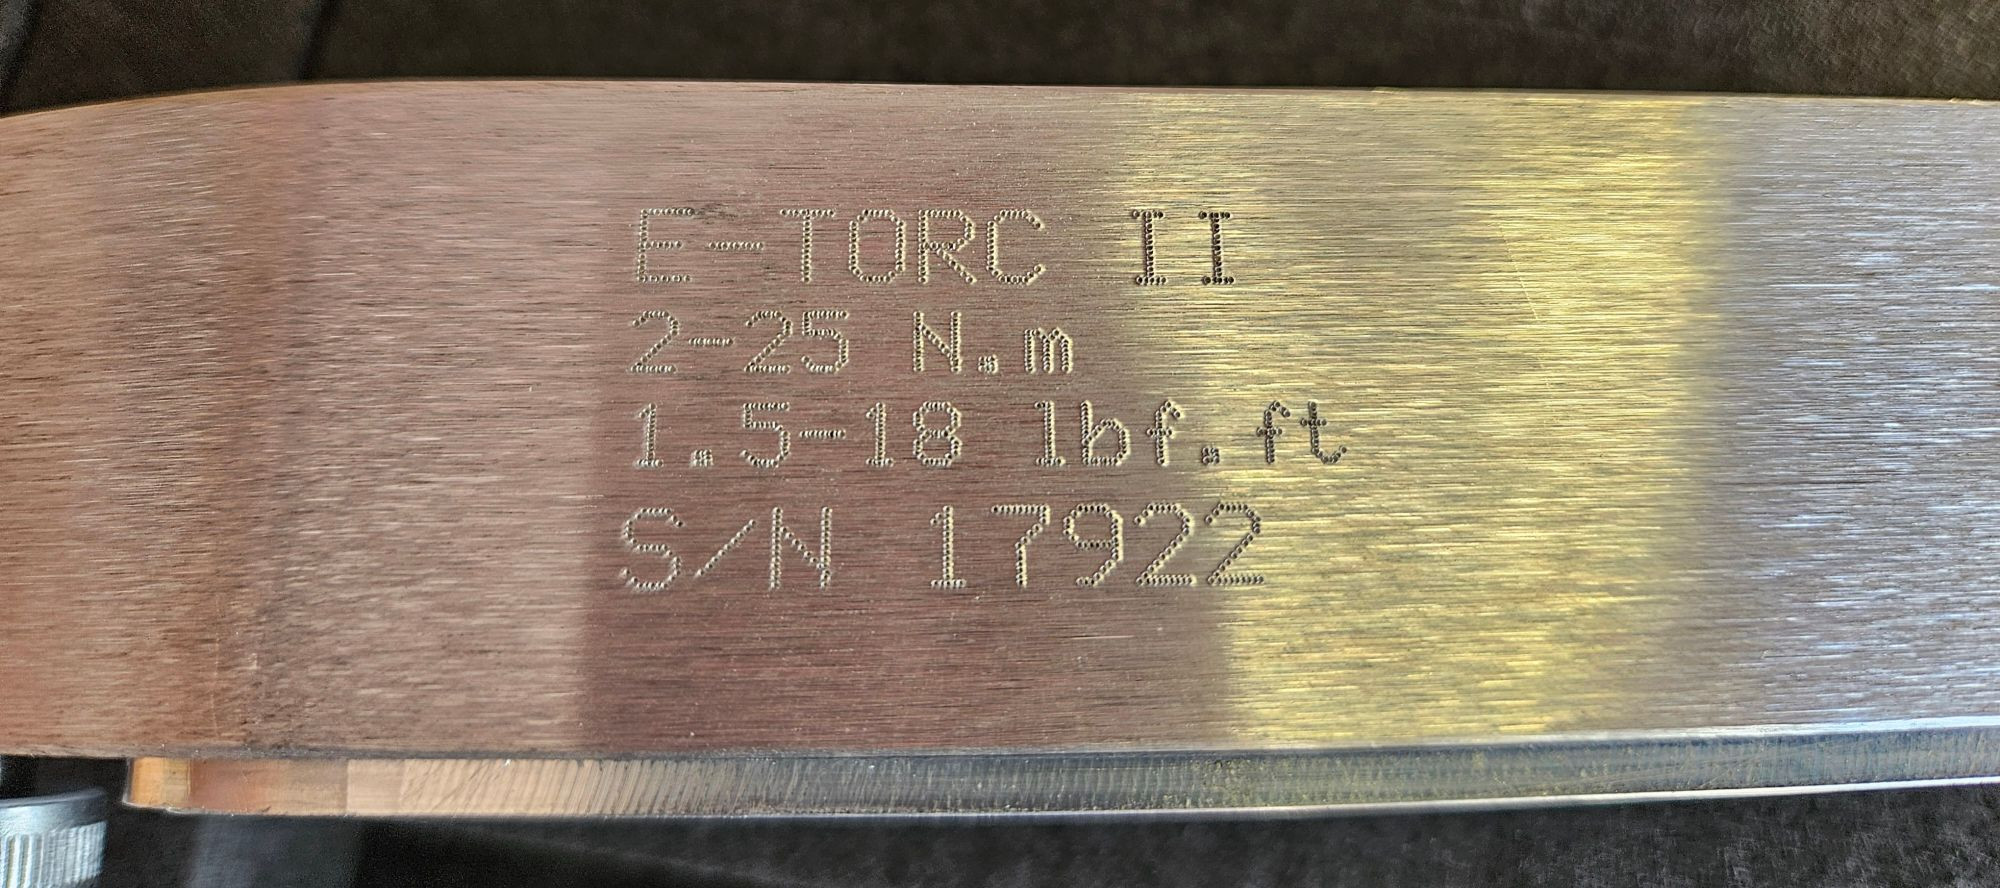 E-TORC II
2-25 N.m
1.5-18 lbf.ft
S/N 17922